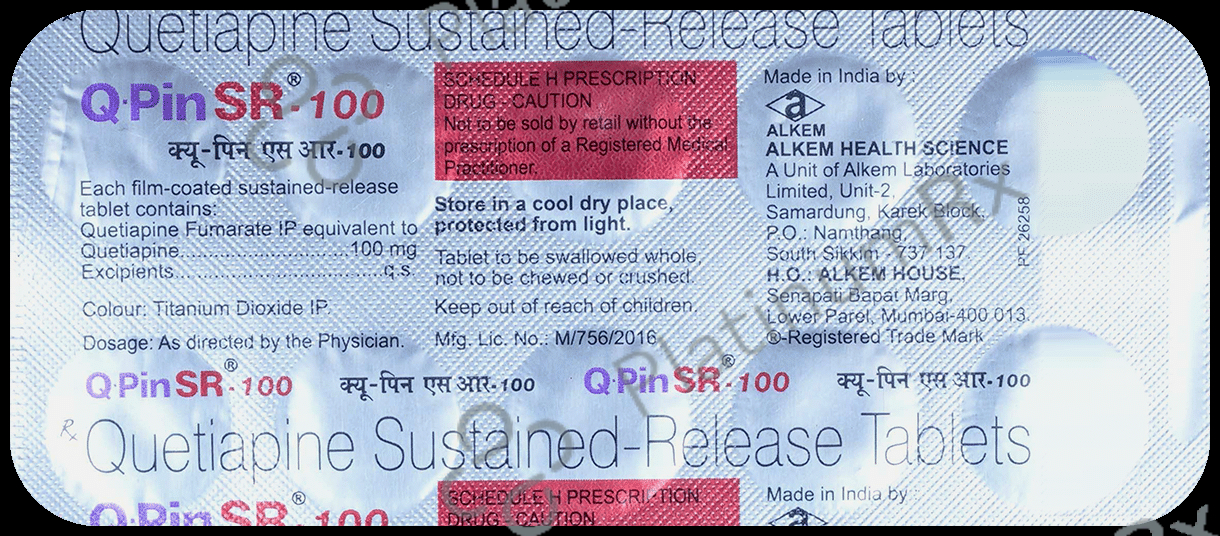 Quetiapine Sustained-Release Tablets
Q·Pin SR®-100
क्यू-पिन एस आर-100
Each film-coated sustained-release
tablet contains:
Quetiapine Fumarate IP equivalent to
Quetiapine..........................100 mg
Excipients................................q.s.
Colour: Titanium Dioxide IP.
Dosage: As directed by the Physician.
SCHEDULE H PRESCRIPTION
DRUG - CAUTION
Not to be sold by retail without the
prescription of a Registered Medical
Practitioner.
Store in a cool dry place,
protected from light.
Tablet to be swallowed whole,
not to be chewed or crushed.
Keep out of reach of children.
Mfg. Lic. No.: M/756/2016
Made in India by :
a
ALKEM
ALKEM HEALTH SCIENCE
A Unit of Alkem Laboratories
Limited, Unit-2,
Samardung, Karek Block,
P.O.: Namthang,
South Sikkim - 737 137.
H.O.: ALKEM HOUSE,
Senapati Bapat Marg,
Lower Parel, Mumbai-400 013.
®-Registered Trade Mark
PF 26258
Q·Pin SR®-100 क्यू-पिन एस आर-100 Q·Pin SR®-100 क्यू-पिन एस आर-100
Rx Quetiapine Sustained-Release Tablets
Q·Pin SR®-100
SCHEDULE H PRESCRIPTION
DRUG - CAUTION
Made in India by :
a
PlatinumRx